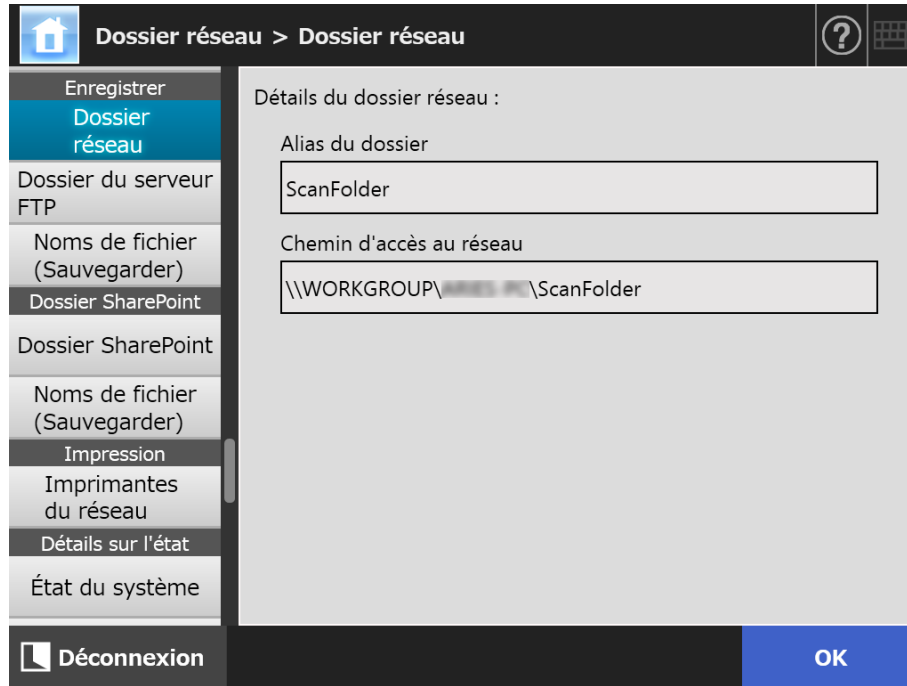 Dossier réseau > Dossier réseau
?
Enregistrer
Dossier
réseau
Dossier du serveur
FTP
Noms de fichier
(Sauvegarder)
Dossier SharePoint
Dossier SharePoint
Noms de fichier
(Sauvegarder)
Impression
Imprimantes
du réseau
Détails sur l'état
État du système
Détails du dossier réseau :
Alias du dossier
ScanFolder
Chemin d'accès au réseau
\\WORKGROUP\ \ScanFolder
Déconnexion
OK